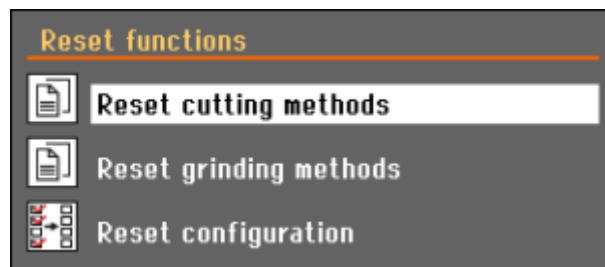 Reset functions
Reset cutting methods
Reset grinding methods
Reset configuration